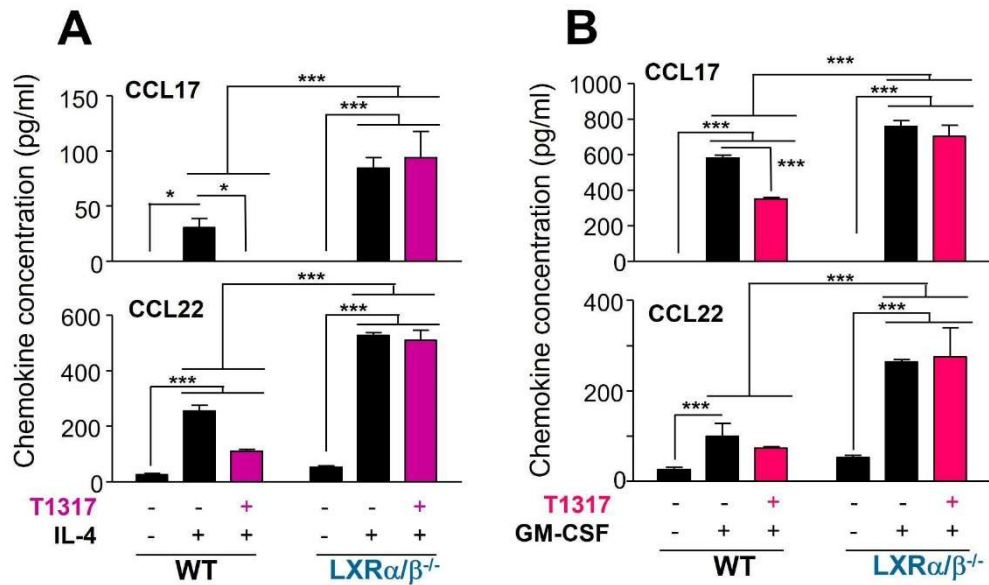 A
Chemokine concentration (pg/ml)
CCL17
150
100
50
0
* * *** ***
CCL22
600
400
200
0
*** *** ***
T1317 - - + - - +
IL-4 - + + - + +
WT LXRα/β-/-
B
Chemokine concentration (pg/ml)
CCL17
1000
800
600
400
200
0
*** *** *** ***
CCL22
400
200
0
*** *** ***
T1317 - - + - - +
GM-CSF - + + - + +
WT LXRα/β-/-